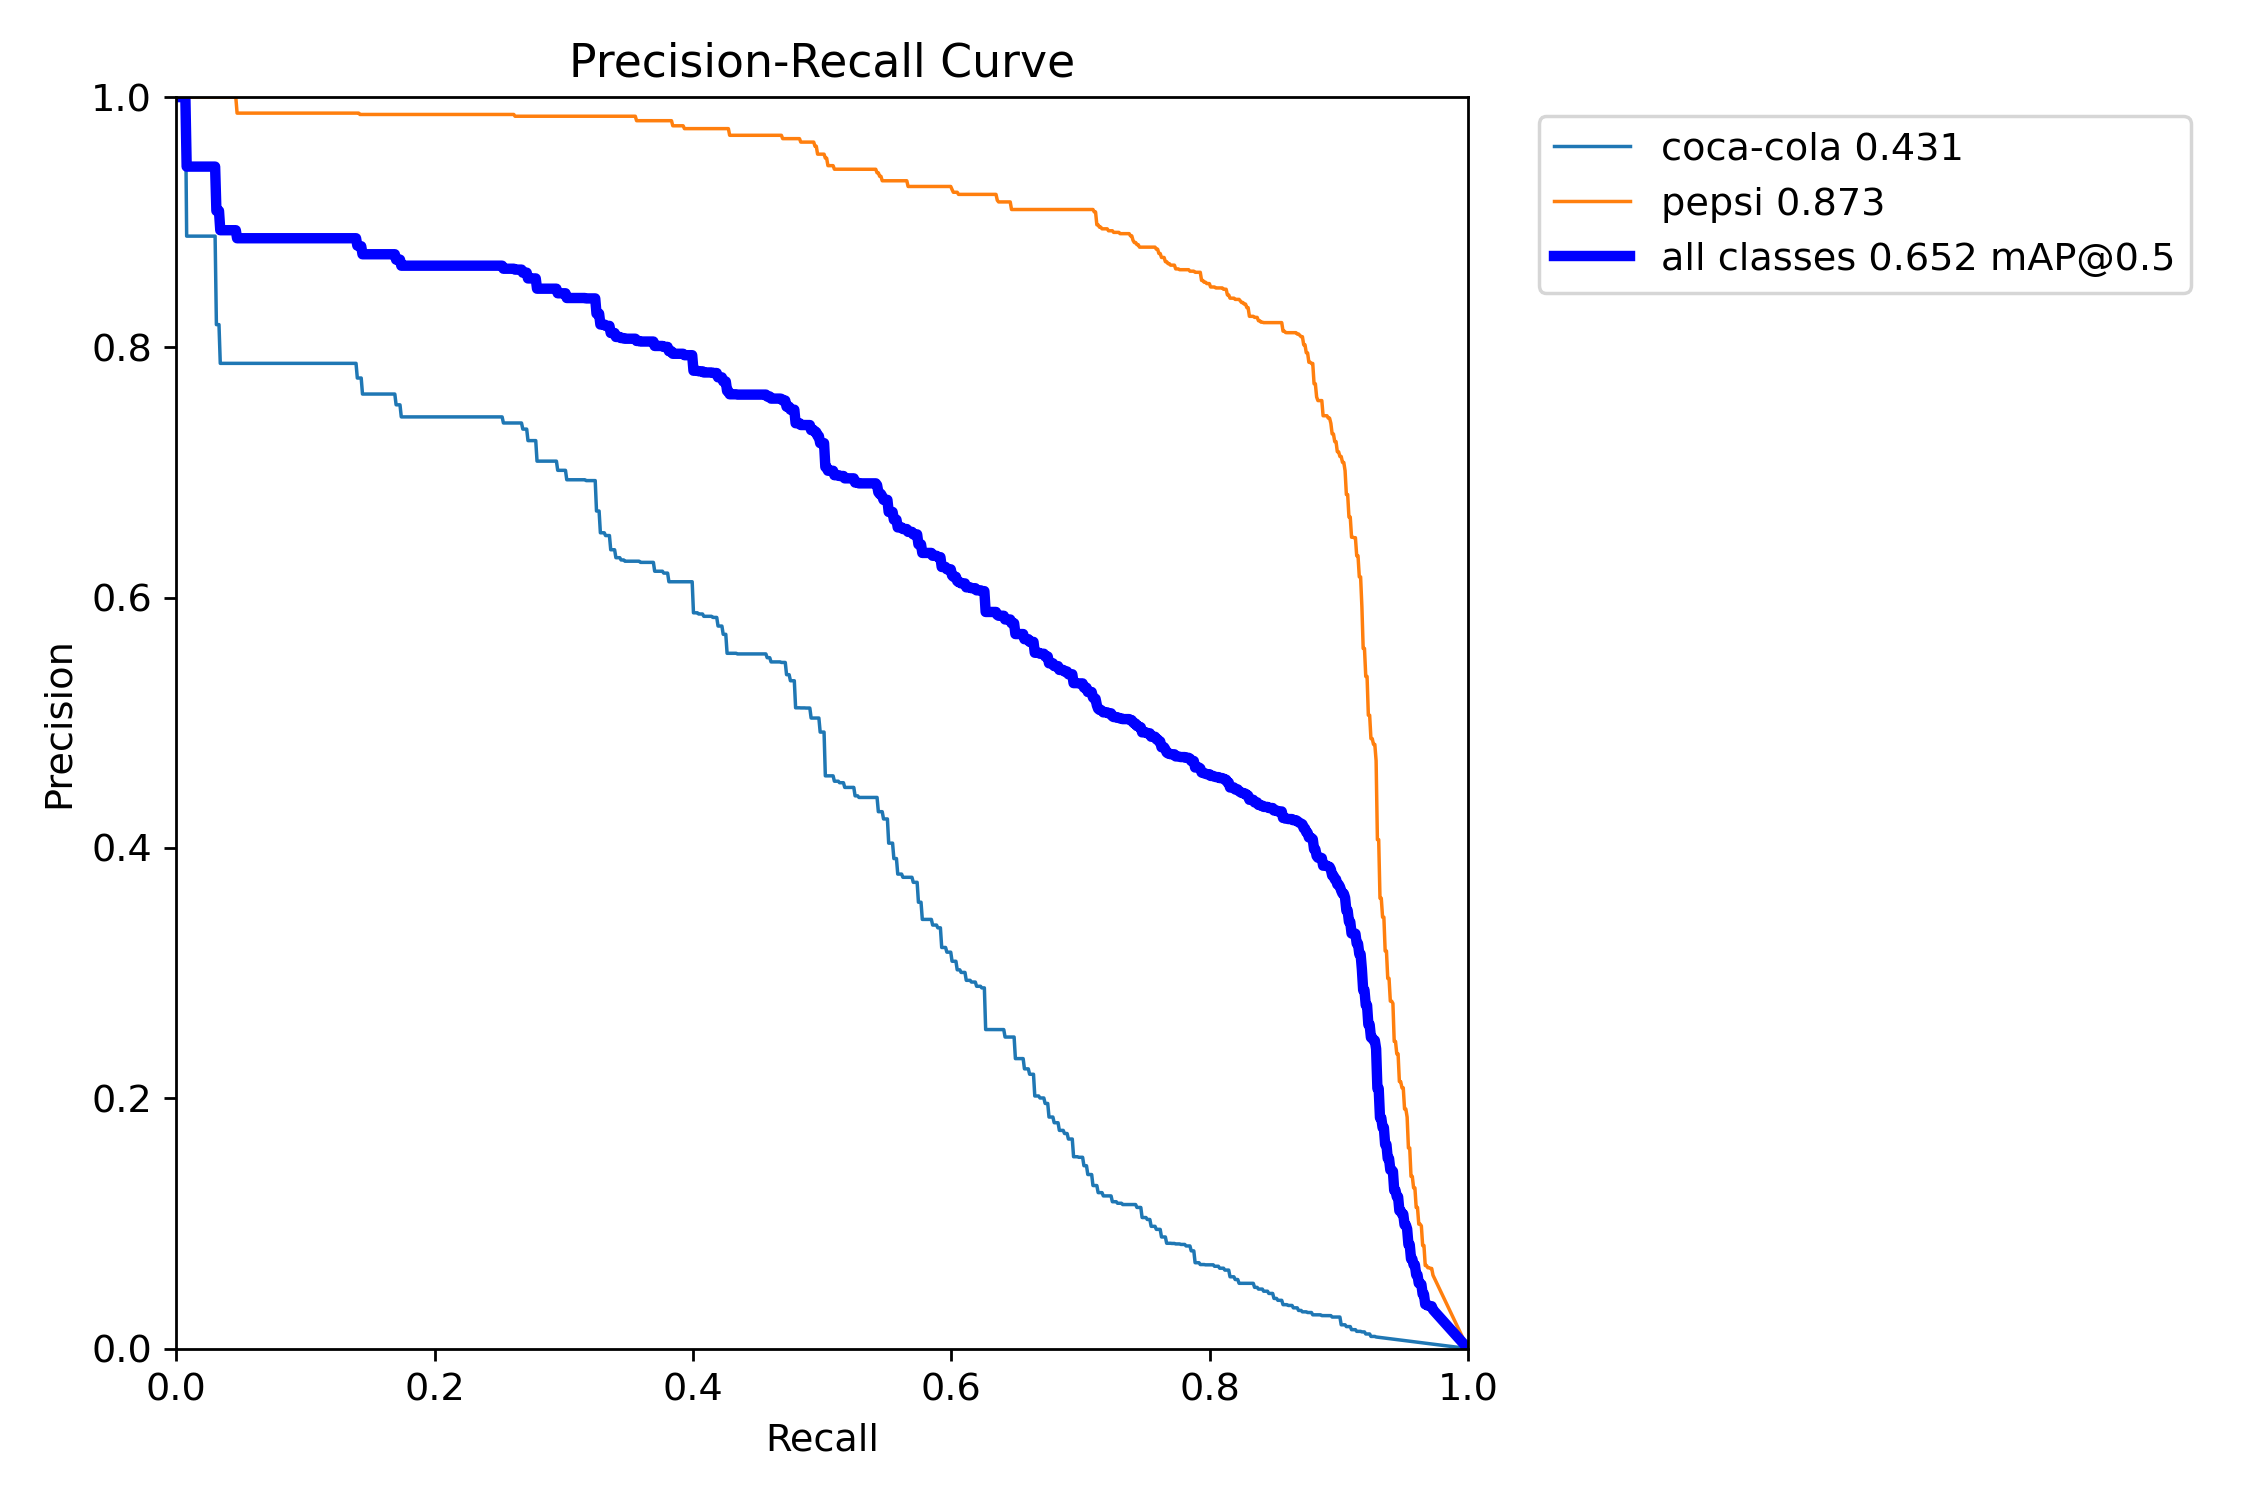 Precision-Recall Curve
1.0
0.8
0.6
0.4
0.2
0.0
Precision
0.0 0.2 0.4 0.6 0.8 1.0
Recall
coca-cola 0.431
pepsi 0.873
all classes 0.652 mAP@0.5